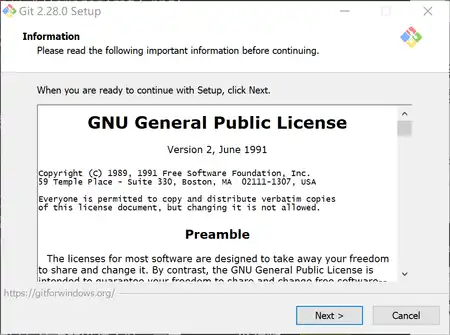 Git 2.28.0 Setup
Information
Please read the following important information before continuing.
When you are ready to continue with Setup, click Next.
GNU General Public License
Version 2, June 1991
Copyright (C) 1989, 1991 Free Software Foundation, Inc.
59 Temple Place - Suite 330, Boston, MA  02111-1307, USA
Everyone is permitted to copy and distribute verbatim copies
of this license document, but changing it is not allowed.
Preamble
The licenses for most software are designed to take away your freedom
to share and change it. By contrast, the GNU General Public License is
intended to guarantee your freedom to share and change free software--
https://gitforwindows.org/
Next >
Cancel